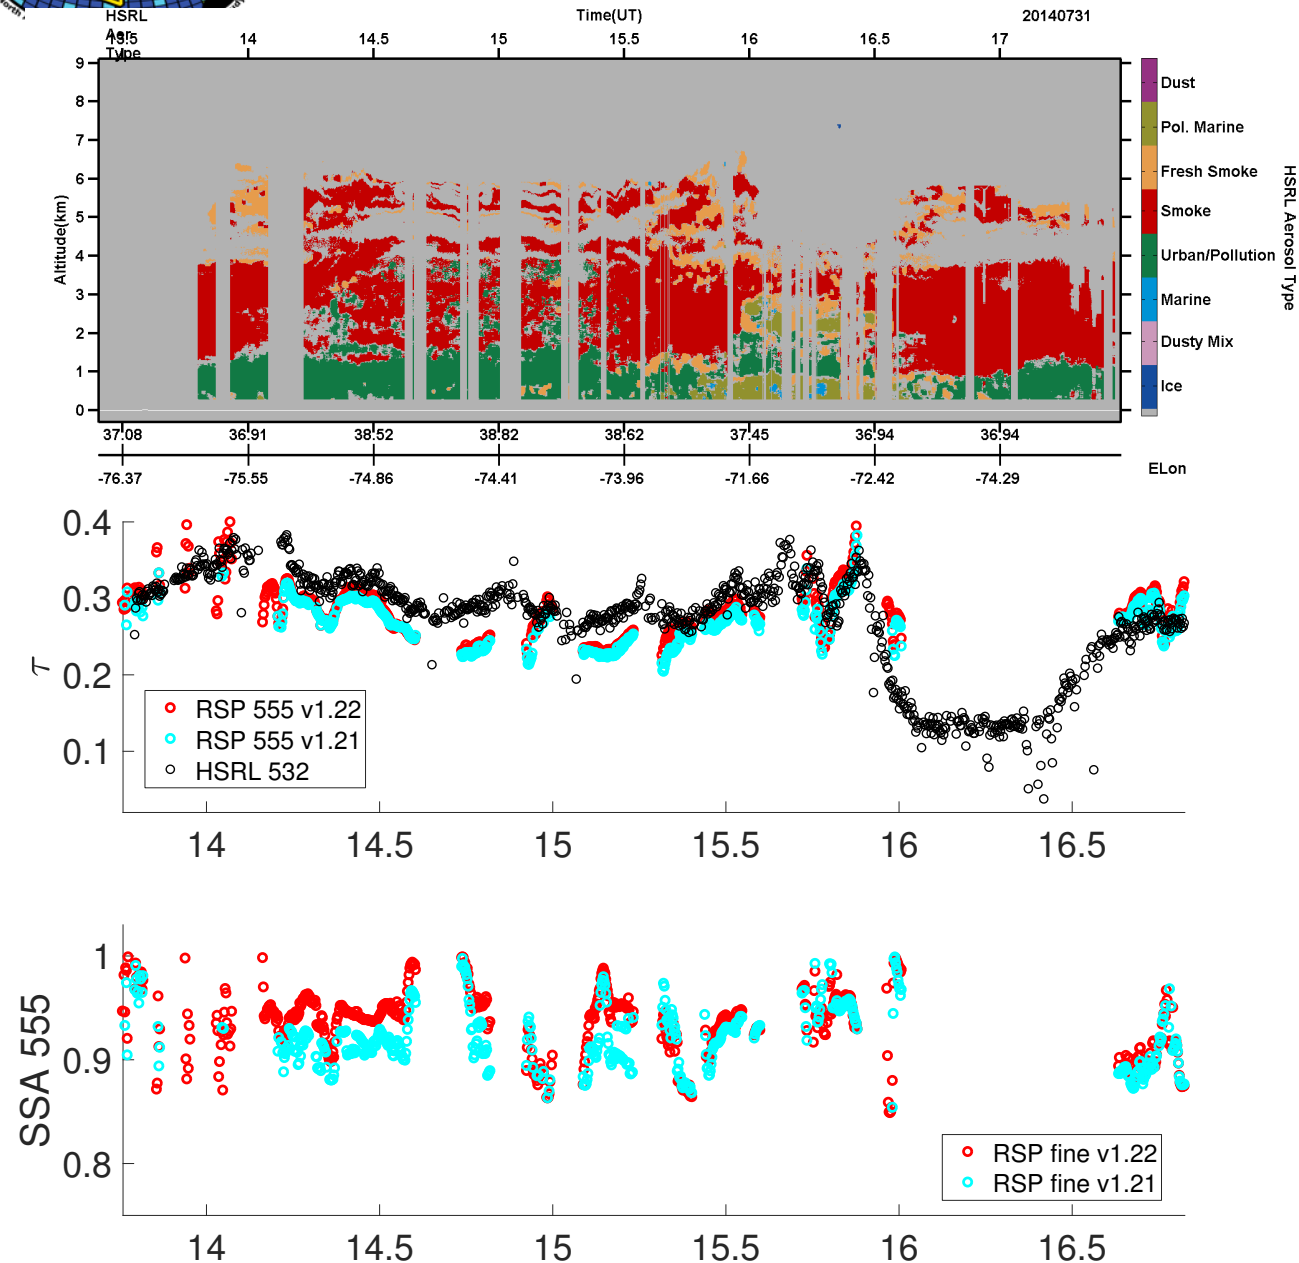 North
HSRL Time(UT) 20140731
Aer
Type
13.5 14 14.5 15 15.5 16 16.5 17
9
8
7
6
5
4
3
2
1
0
Altitude(km)
Dust
Pol. Marine
Fresh Smoke
Smoke
Urban/Pollution
Marine
Dusty Mix
Ice
HSRL Aerosol Type
37.08 36.91 38.52 38.82 38.62 37.45 36.94 36.94
-76.37 -75.55 -74.86 -74.41 -73.96 -71.66 -72.42 -74.29
ELon
0.4
0.3
0.2
0.1
τ
RSP 555 v1.22
RSP 555 v1.21
HSRL 532
14 14.5 15 15.5 16 16.5
1
0.9
0.8
SSA 555
RSP fine v1.22
RSP fine v1.21
14 14.5 15 15.5 16 16.5